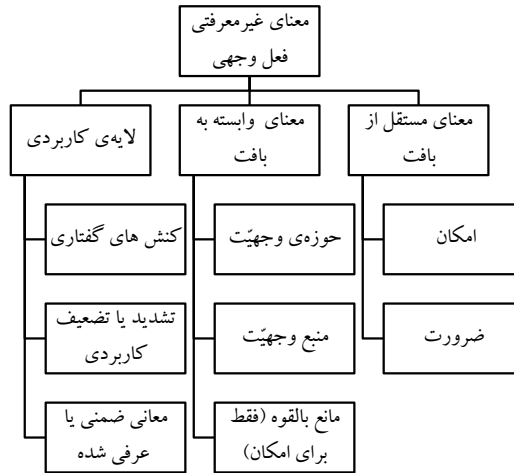 معنای غیرمعرفتی
فعل وجهی
معنای مستقل از
بافت
امکان
ضرورت
معنای وابسته به
بافت
حوزه‌ی وجهیّت
منبع وجهیّت
مانع بالقوه (فقط
برای امکان)
لایه‌ی کاربردی
کنش های گفتاری
تشدید یا تضعیف
کاربردی
معانی ضمنی یا
عرفی شده